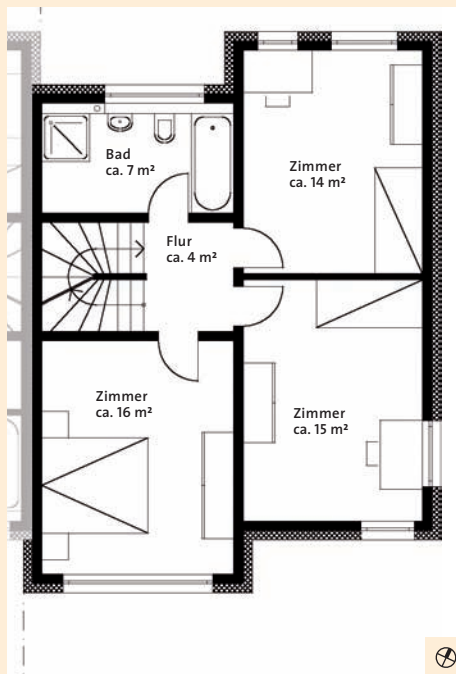 Bad
ca. 7 m²
Zimmer
ca. 14 m²
Flur
ca. 4 m²
Zimmer
ca. 16 m²
Zimmer
ca. 15 m²